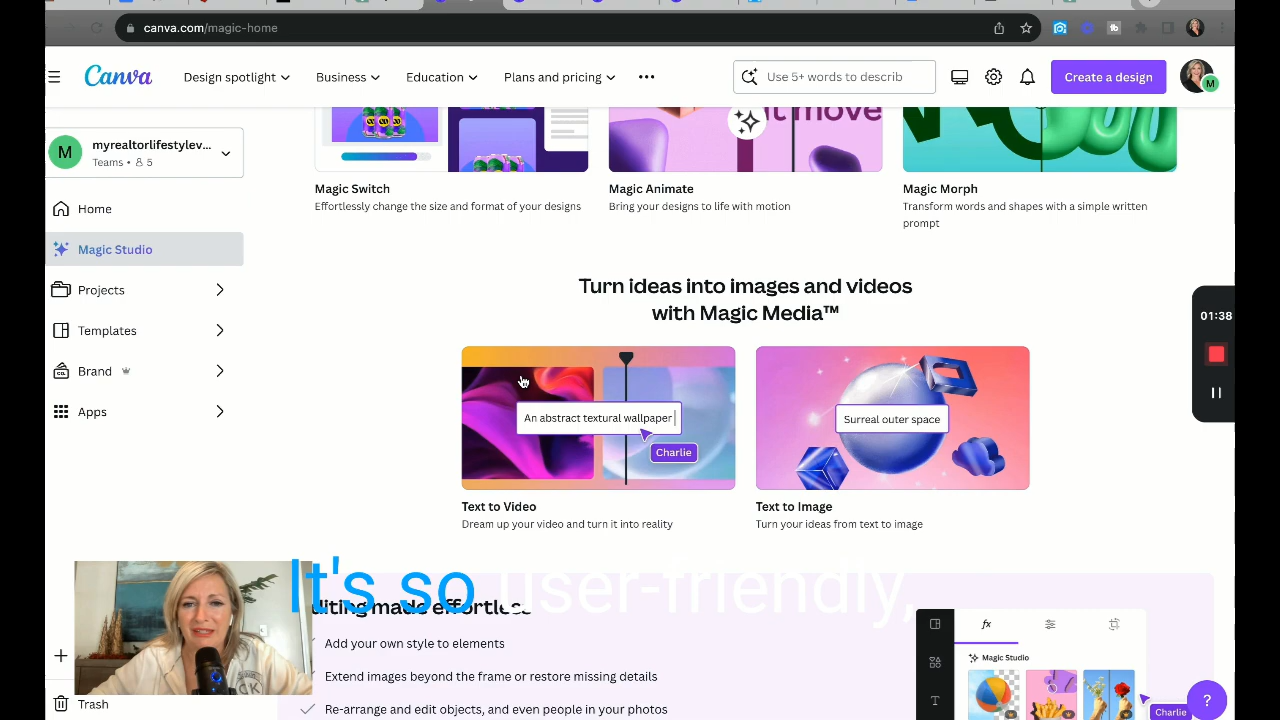 canva.com/magic-home
Canva
Design spotlight
Business
Education
Plans and pricing
Use 5+ words to describ
Create a design
M
M
myrealtorlifestylev...
Teams • 5
Home
Magic Studio
Projects
Templates
Brand
Apps
Trash
Magic Switch
Effortlessly change the size and format of your designs
Magic Animate
Bring your designs to life with motion
Magic Morph
Transform words and shapes with a simple written
prompt
Turn ideas into images and videos
with Magic Media™
An abstract textural wallpaper
Charlie
Surreal outer space
Text to Video
Dream up your video and turn it into reality
Text to Image
Turn your ideas from text to image
01:38
It's so user-friendly,
Add your own style to elements
Extend images beyond the frame or restore missing details
Re-arrange and edit objects, and even people in your photos
fx
Magic Studio
T
Charlie
?